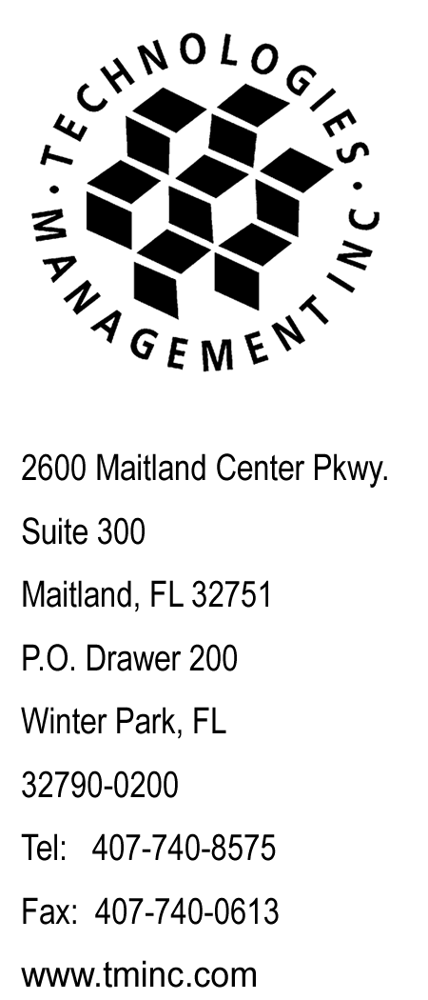 TECHNOLOGIES
· MANAGEMENT INC ·
2600 Maitland Center Pkwy.
Suite 300
Maitland, FL 32751
P.O. Drawer 200
Winter Park, FL
32790-0200
Tel: 407-740-8575
Fax: 407-740-0613
www.tminc.com